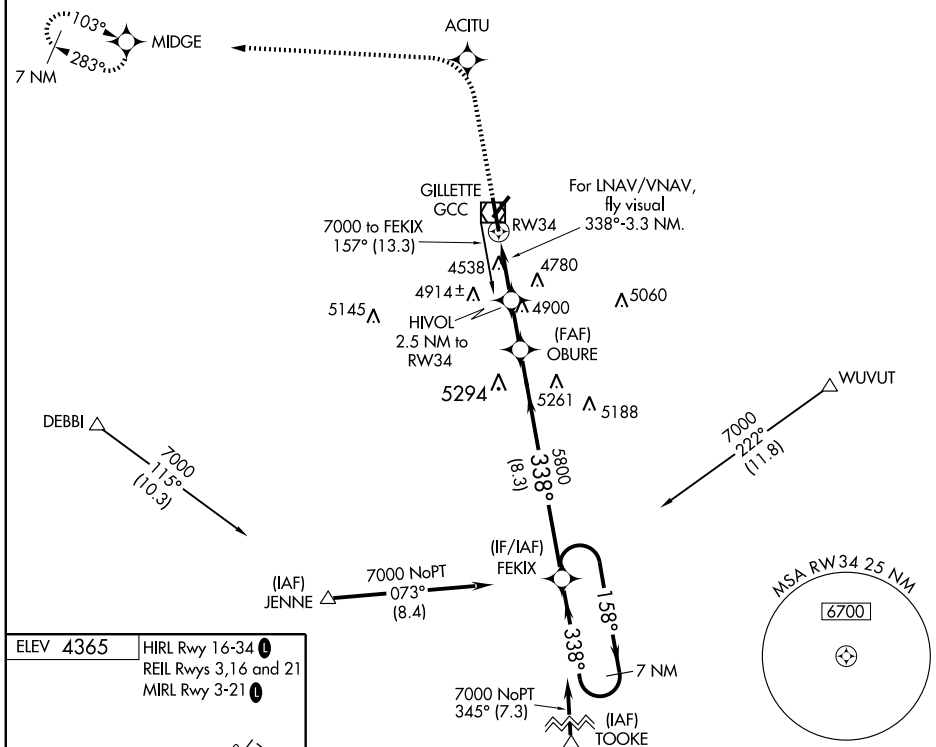 103°
MIDGE
283°
7 NM
ACITU
GILLETTE
GCC
RW34
For LNAV/VNAV,
fly visual
338°-3.3 NM.
7000 to FEKIX
157° (13.3)
4538
4780
4914±
4900
5060
5145
HIVOL
2.5 NM to
RW34
(FAF)
OBURE
5294
5261
5188
WUVUT
7000
222°
(11.8)
DEBBI
7000
115°
(10.3)
5800
338°
(8.3)
(IF/IAF)
FEKIX
(IAF)
JENNE
7000 NoPT
073°
(8.4)
158°
338°
7 NM
7000 NoPT
345° (7.3)
(IAF)
TOOKE
MSA RW34 25 NM
6700
ELEV 4365
HIRL Rwy 16-34 L
REIL Rwys 3,16 and 21
MIRL Rwy 3-21 L